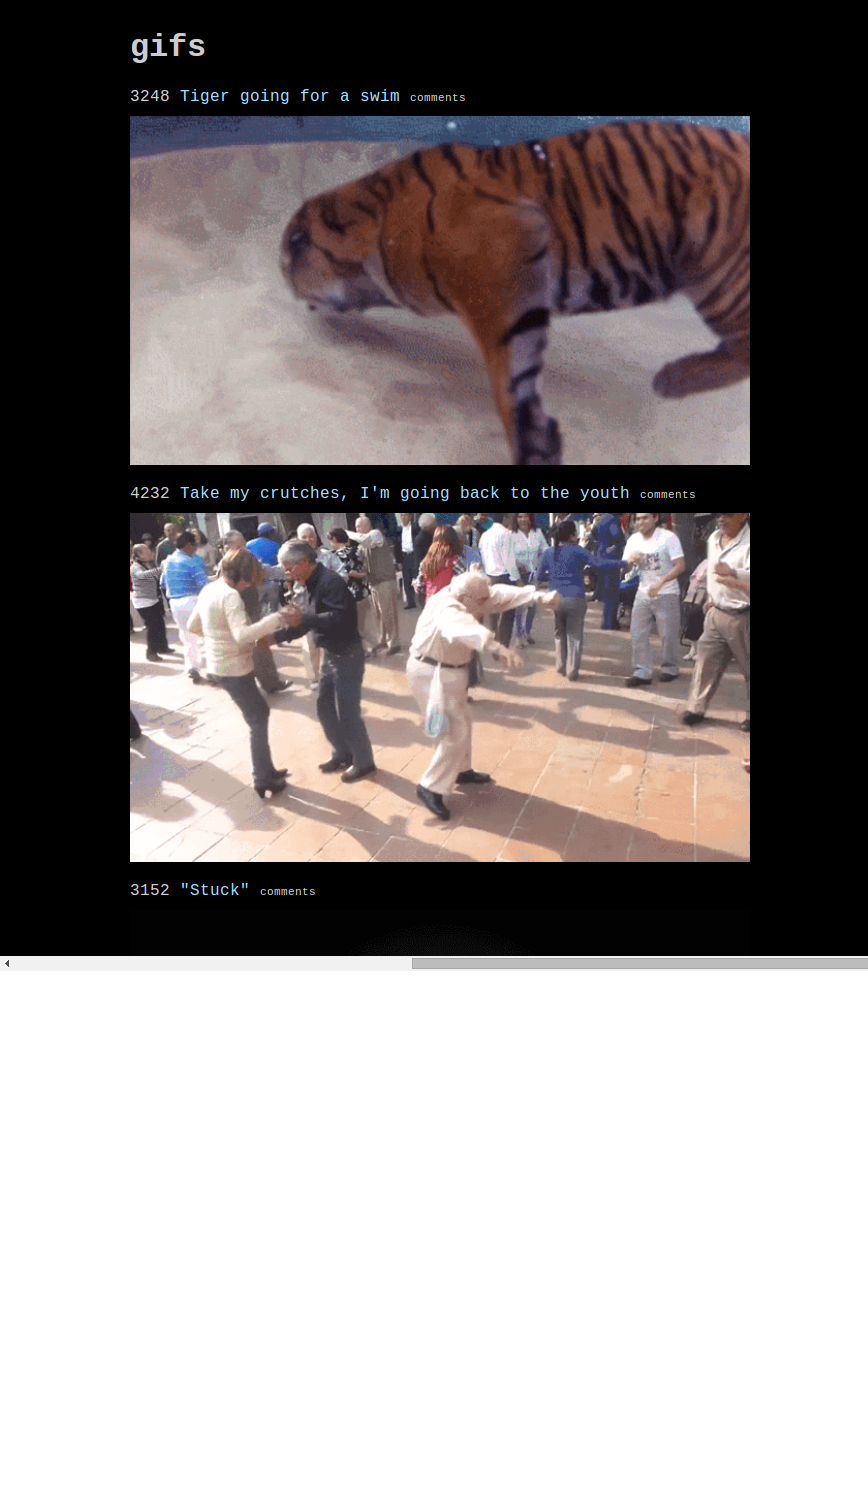 gifs
3248 Tiger going for a swim comments
4232 Take my crutches, I'm going back to the youth comments
3152 "Stuck" comments